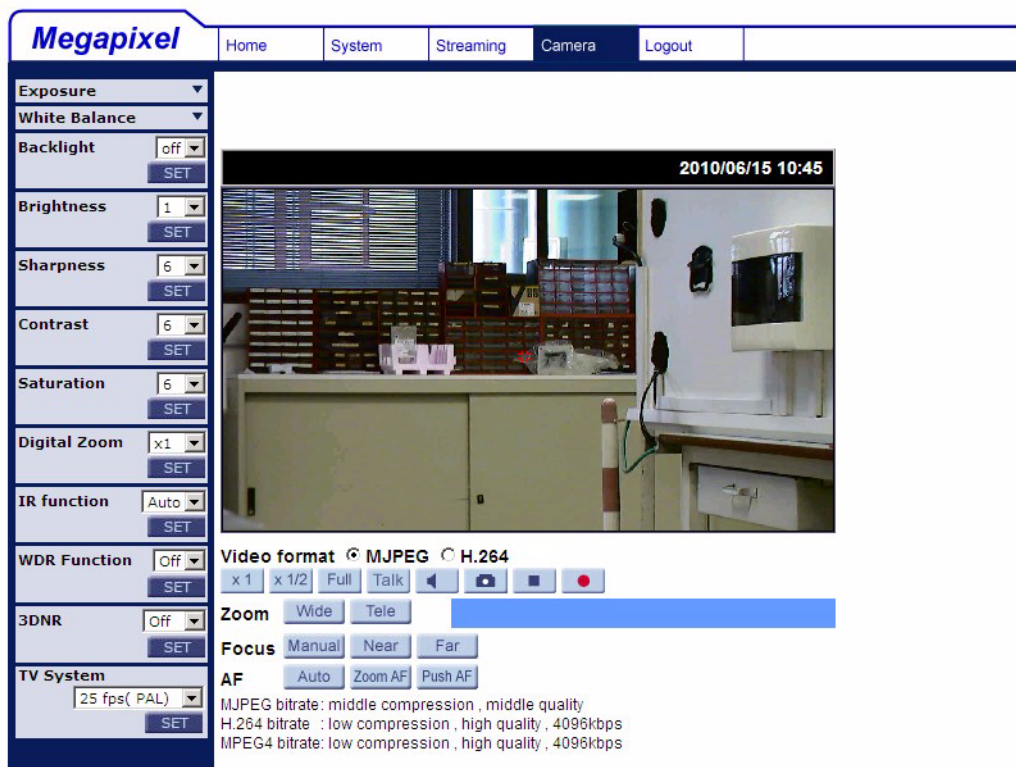 Megapixel
Home System Streaming Camera Logout
Exposure
White Balance
Backlight off
SET
Brightness 1
SET
Sharpness 6
SET
Contrast 6
SET
Saturation 6
SET
Digital Zoom x1
SET
IR function Auto
SET
WDR Function Off
SET
3DNR Off
SET
TV System
25 fps( PAL)
SET
2010/06/15 10:45
Video format MJPEG H.264
x 1 x 1/2 Full Talk
Zoom Wide Tele
Focus Manual Near Far
AF Auto Zoom AF Push AF
MJPEG bitrate: middle compression , middle quality
H.264 bitrate : low compression , high quality , 4096kbps
MPEG4 bitrate: low compression , high quality , 4096kbps